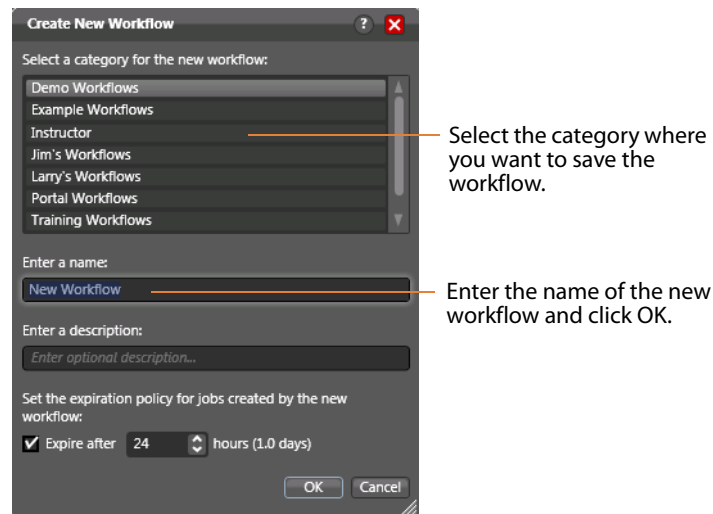 Create New Workflow ?
Select a category for the new workflow:
Demo Workflows
Example Workflows
Instructor
Jim's Workflows
Larry's Workflows
Portal Workflows
Training Workflows
Select the category where
you want to save the
workflow.
Enter a name:
New Workflow
Enter the name of the new
workflow and click OK.
Enter a description:
Enter optional description...
Set the expiration policy for jobs created by the new
workflow:
Expire after 24 hours (1.0 days)
OK Cancel